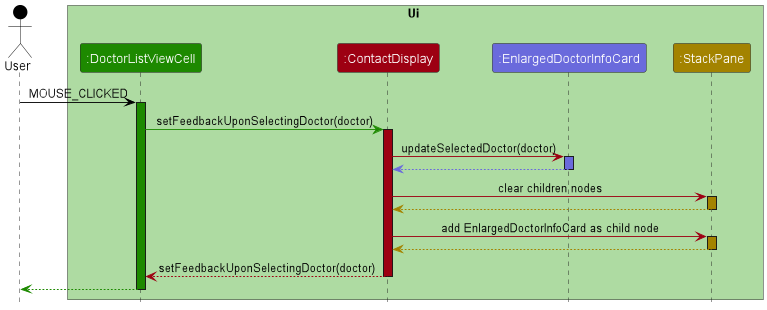 Ui
:DoctorListViewCell
:ContactDisplay
:EnlargedDoctorInfoCard
:StackPane
User
MOUSE_CLICKED
setFeedbackUponSelectingDoctor(doctor)
updateSelectedDoctor(doctor)
clear children nodes
add EnlargedDoctorInfoCard as child node
setFeedbackUponSelectingDoctor(doctor)